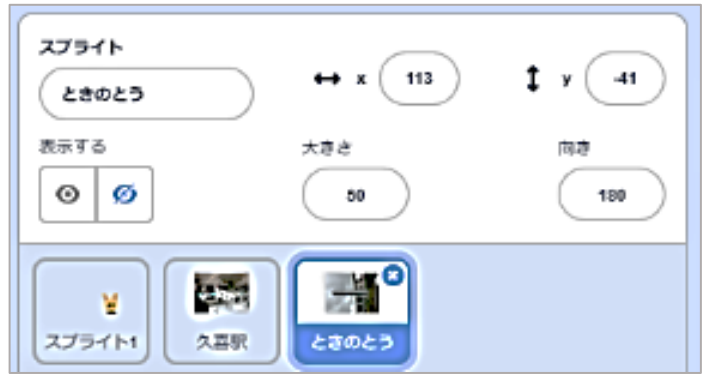 スプライト
ときのとう
x 113
y -41
表示する
大きさ
向き
50
180
スプライト1
久喜駅
ときのとう